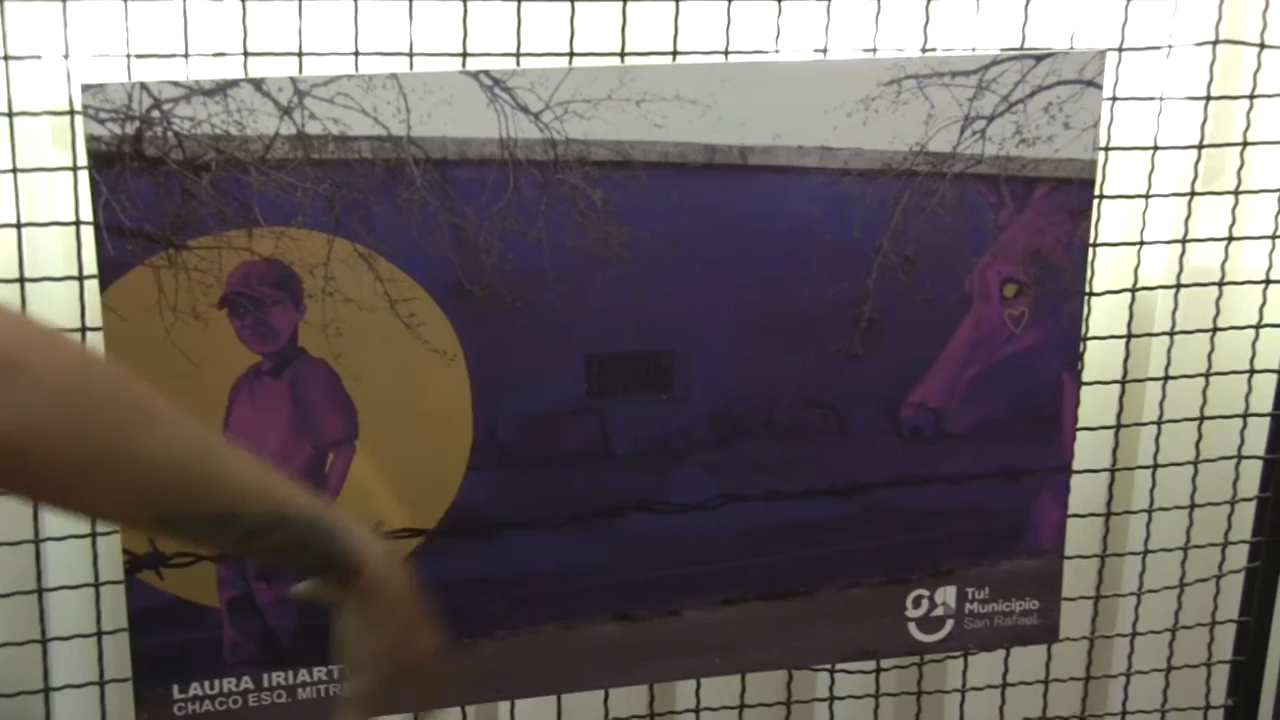 Tu!
Municipio
San Rafael
LAURA IRIART
CHACO ESQ. MITR